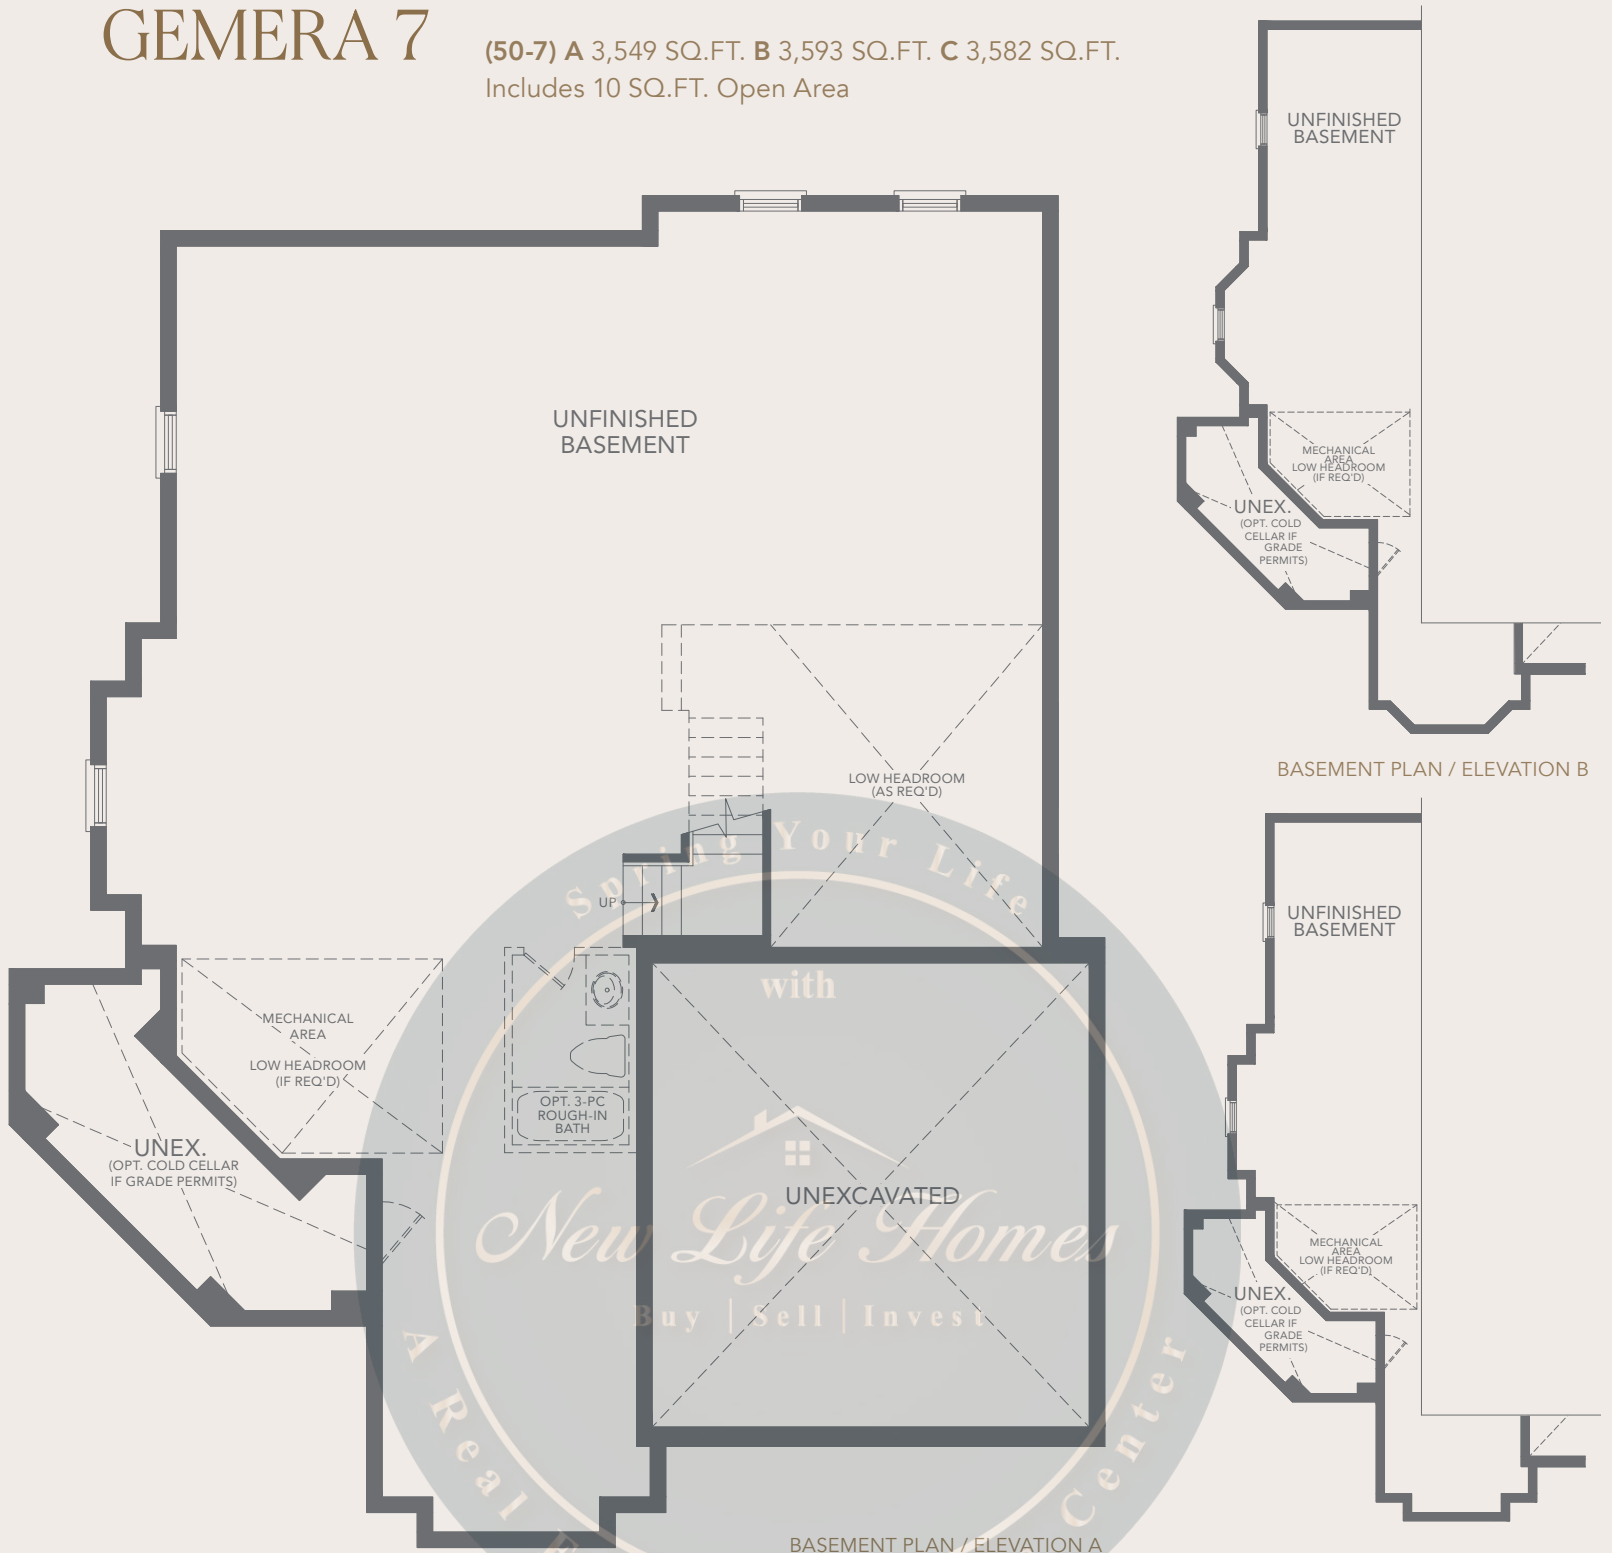 GEMERA 7
(50-7) A 3,549 SQ.FT. B 3,593 SQ.FT. C 3,582 SQ.FT.
Includes 10 SQ.FT. Open Area
UNFINISHED
BASEMENT
LOW HEADROOM
(AS REQ'D)
UP
MECHANICAL
AREA
LOW HEADROOM
(IF REQ'D)
UNEX.
(OPT. COLD CELLAR
IF GRADE PERMITS)
OPT. 3-PC
ROUGH-IN
BATH
UNEXCAVATED
BASEMENT PLAN / ELEVATION A
UNFINISHED
BASEMENT
MECHANICAL
AREA
LOW HEADROOM
(IF REQ'D)
UNEX.
(OPT. COLD
CELLAR IF
GRADE
PERMITS)
BASEMENT PLAN / ELEVATION B
UNFINISHED
BASEMENT
MECHANICAL
AREA
LOW HEADROOM
(IF REQ'D)
UNEX.
(OPT. COLD
CELLAR IF
GRADE
PERMITS)
Spring Your Life
with
New Life Homes
Buy | Sell | Invest
A Real
Center